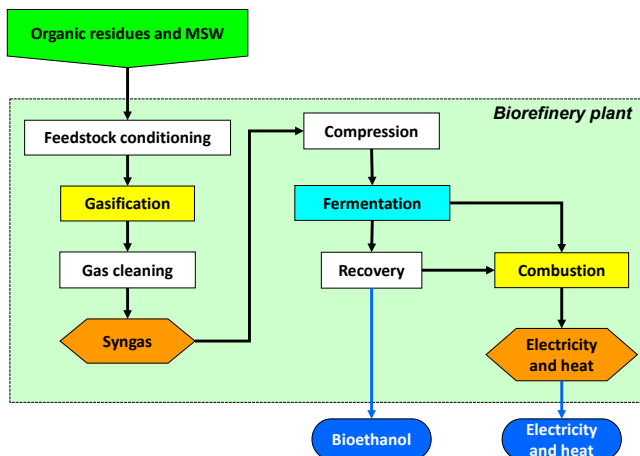 Organic residues and MSW
Biorefinery plant
Feedstock conditioning
Compression
Gasification
Fermentation
Gas cleaning
Recovery
Combustion
Syngas
Electricity
and heat
Bioethanol
Electricity
and heat